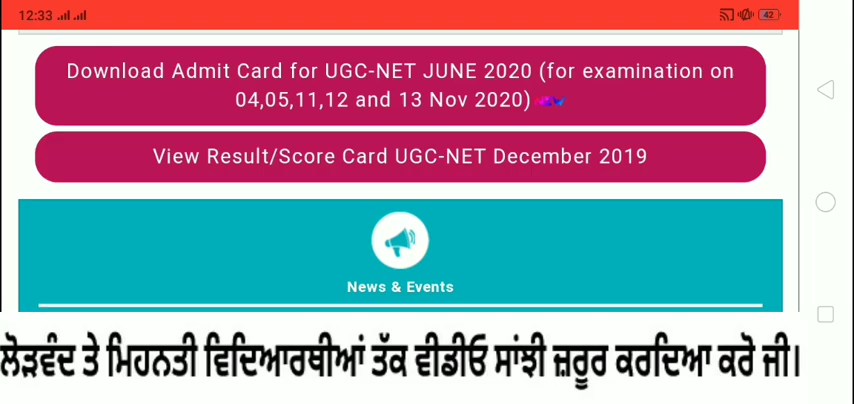 12:33
42
Download Admit Card for UGC-NET JUNE 2020 (for examination on
04,05,11,12 and 13 Nov 2020)
View Result/Score Card UGC-NET December 2019
News & Events
ਲੋੜਵੰਦ ਤੇ ਮਿਹਨਤੀ ਵਿਦਿਆਰਥੀਆਂ ਤੱਕ ਵੀਡੀਓ ਸਾਂਝੀ ਜ਼ਰੂਰ ਕਰਦਿਆ ਕਰੋ ਜੀ।